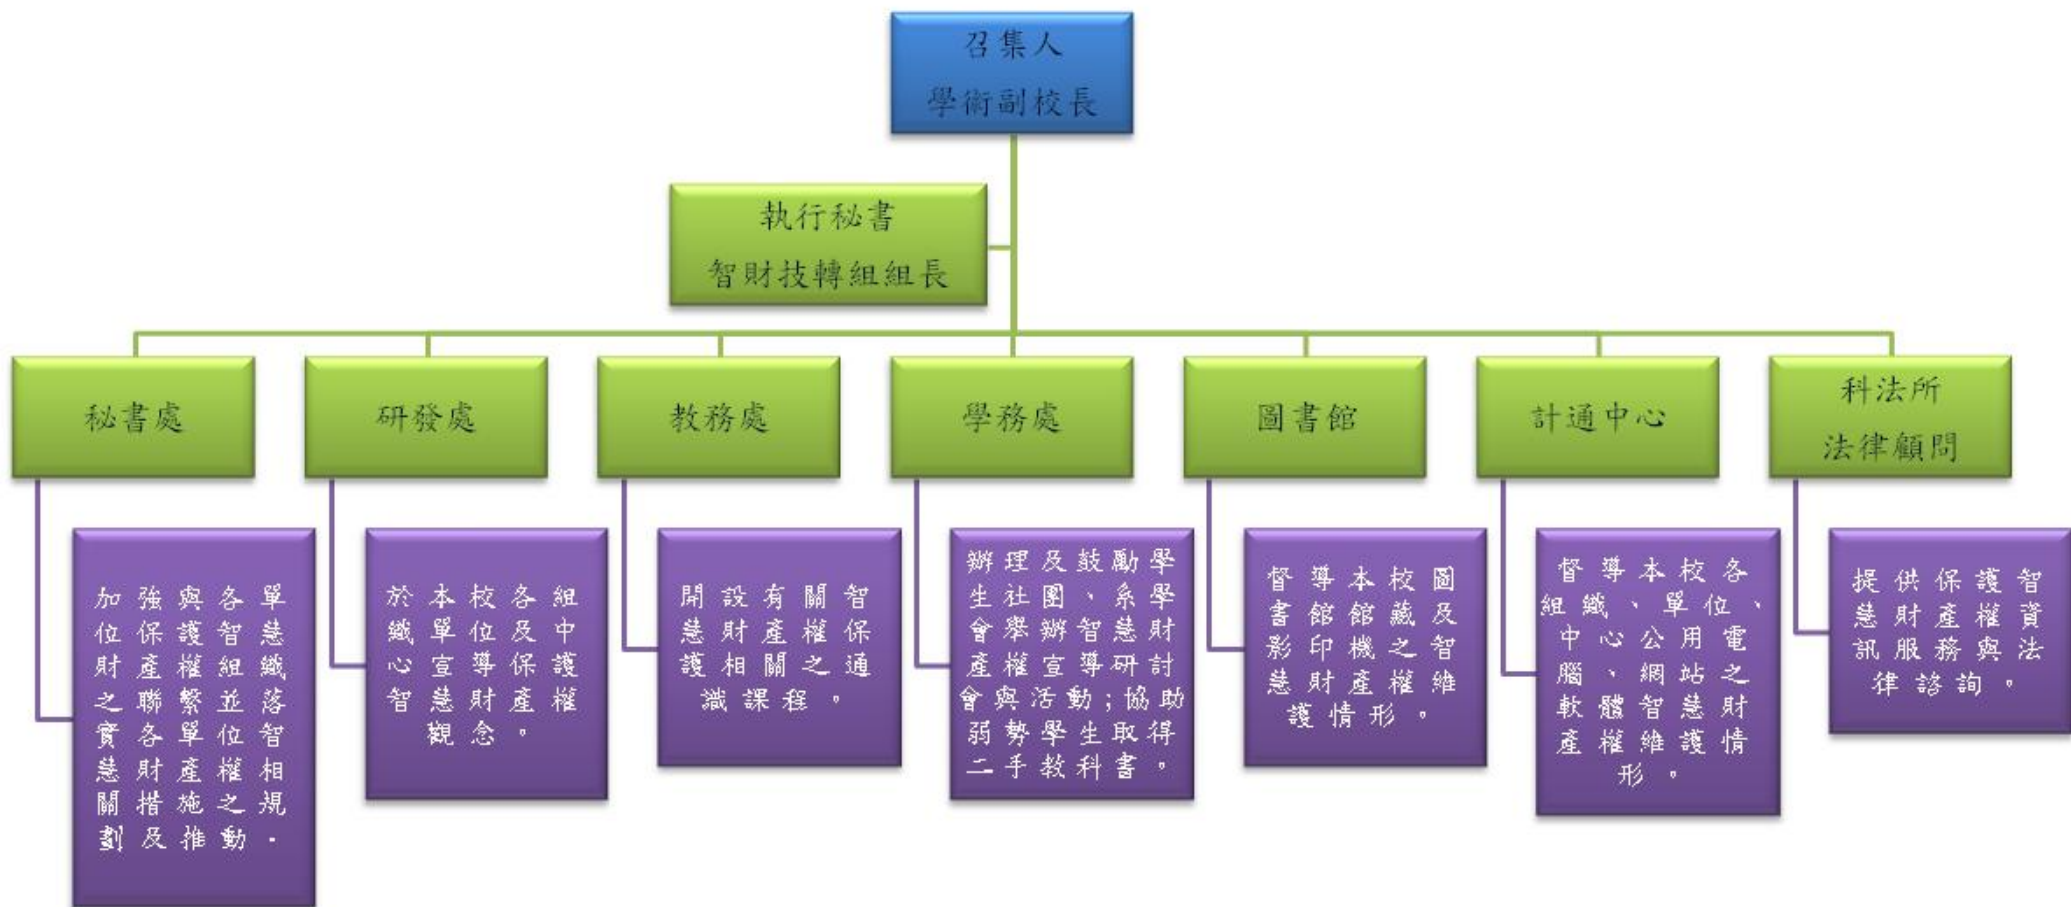 召集人
學術副校長
執行秘書
智財技轉組組長
秘書處
研發處
教務處
學務處
圖書館
計通中心
科法所
法律顧問
加強與各單
位保護智慧
財產權組織
之聯繫並落
實各單位智
慧財產權相
關措施之規
劃及推動.
於本校各組
織單位及中
心宣導保護
智慧財產權
觀念。
開設有關智
慧財產權保
護相關之通
識課程。
辦理及鼓勵學
生社團、系學
會舉辦智慧財
產權宣導研討
會與活動;協助
弱勢學生取得
二手教科書。
督導本校圖
書館館藏及
影印機之智
慧財產權維
護情形。
督導本校各
組織、單位、
中心公用電
腦、網站之
軟體智慧財
產權維護情
形。
提供保護智
慧財產權資
訊服務與法
律諮詢。